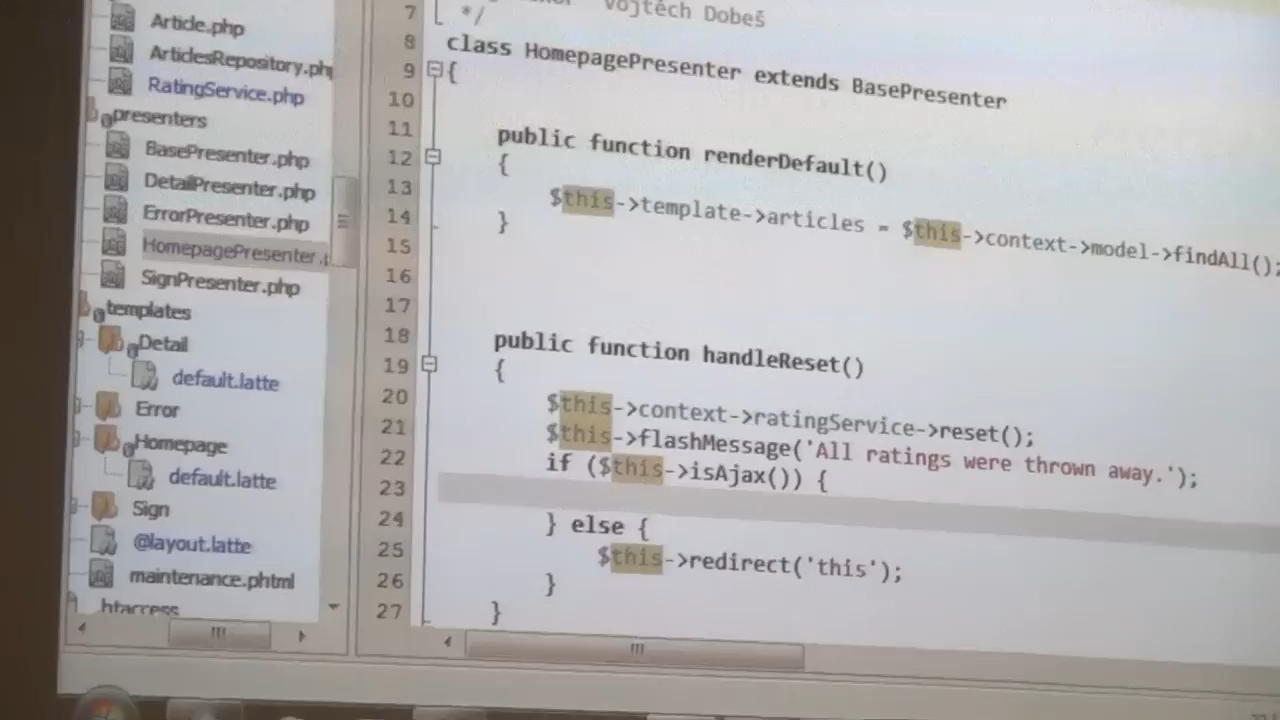 Article.php
ArticlesRepository.ph
RatingService.php
presenters
BasePresenter.php
DetailPresenter.php
ErrorPresenter.php
HomepagePresenter.
SignPresenter.php
templates
Detail
default.latte
Error
Homepage
default.latte
Sign
@layout.latte
maintenance.phtml
htaccess
7 Vojtěch Dobeš
*/
8 class HomepagePresenter extends BasePresenter
9 {
10
11 public function renderDefault()
12 {
13 $this->template->articles = $this->context->model->findAll();
14 }
15
16
17
18 public function handleReset()
19 {
20 $this->context->ratingService->reset();
21 $this->flashMessage('All ratings were thrown away.');
22 if ($this->isAjax()) {
23
24 } else {
25 $this->redirect('this');
26 }
27 }